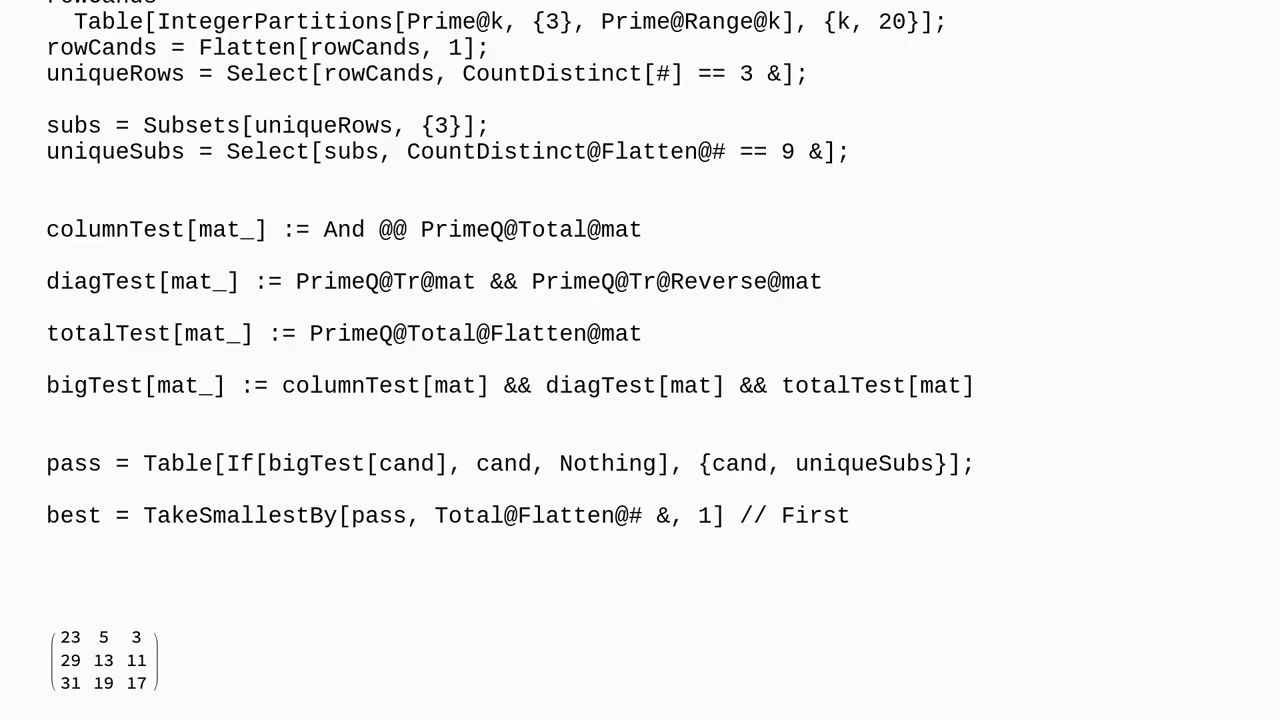 rowCands
Table[IntegerPartitions[Prime@k, {3}, Prime@Range@k], {k, 20}];
rowCands = Flatten[rowCands, 1];
uniqueRows = Select[rowCands, CountDistinct[#] == 3 &];
subs = Subsets[uniqueRows, {3}];
uniqueSubs = Select[subs, CountDistinct@Flatten@# == 9 &];
columnTest[mat_] := And @@ PrimeQ@Total@mat
diagTest[mat_] := PrimeQ@Tr@mat && PrimeQ@Tr@Reverse@mat
totalTest[mat_] := PrimeQ@Total@Flatten@mat
bigTest[mat_] := columnTest[mat] && diagTest[mat] && totalTest[mat]
pass = Table[If[bigTest[cand], cand, Nothing], {cand, uniqueSubs}];
best = TakeSmallestBy[pass, Total@Flatten@# &, 1] // First
23 5 3
29 13 11
31 19 17